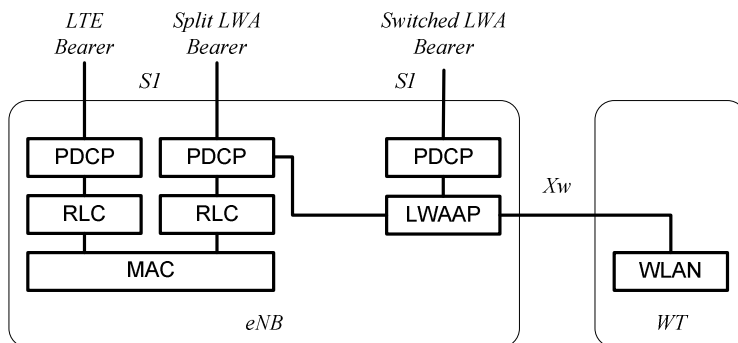 LTE
Bearer
Split LWA
Bearer
Switched LWA
Bearer
S1
S1
PDCP
PDCP
PDCP
Xw
RLC
RLC
LWAAP
MAC
WLAN
eNB
WT